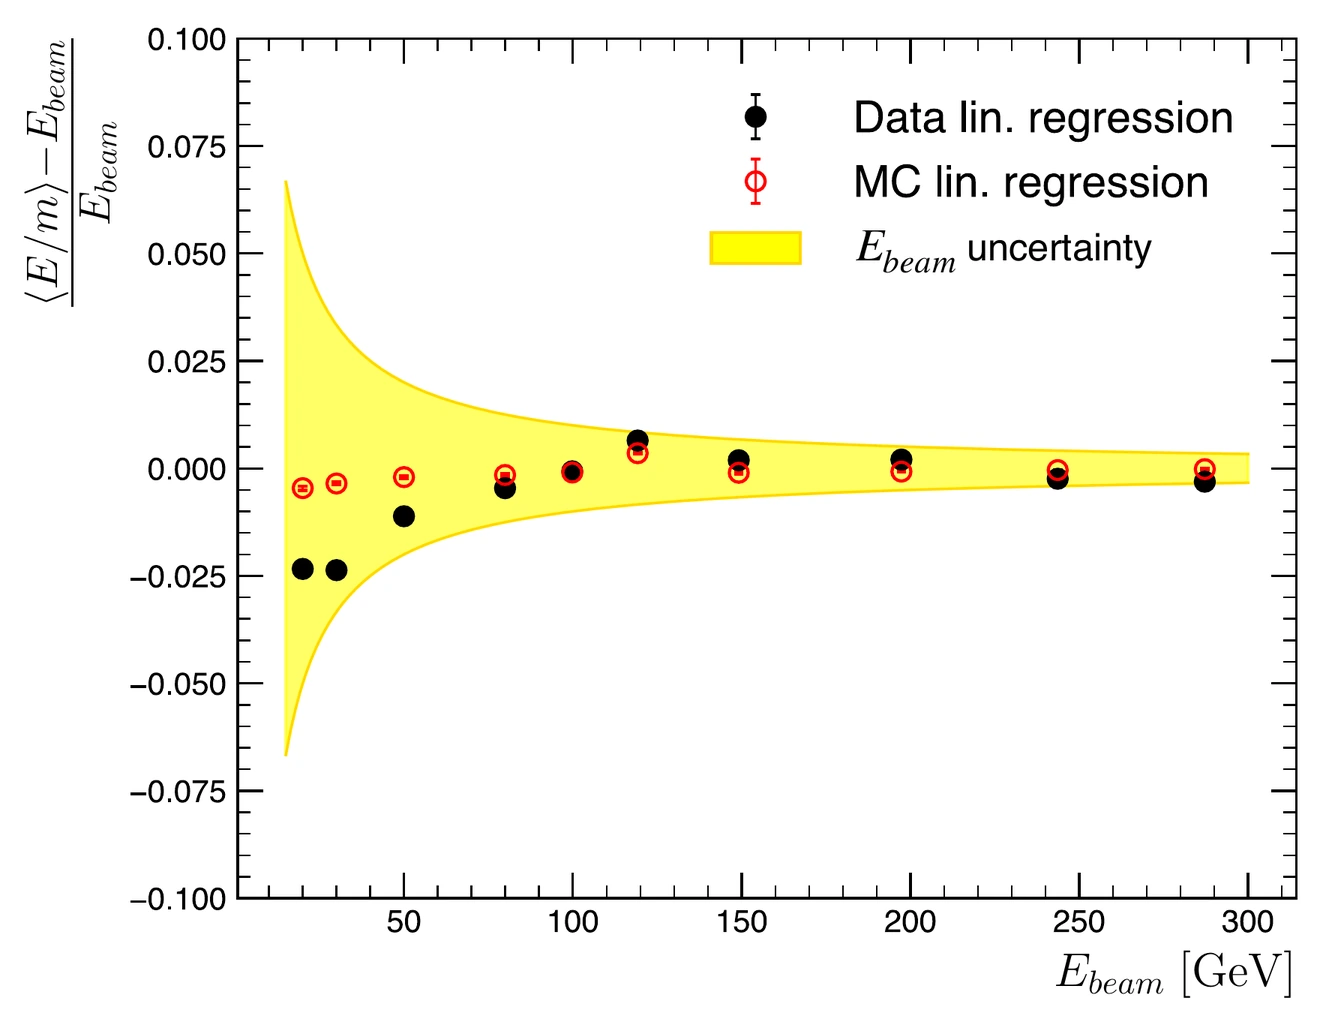 ⟨E/m⟩−E_beam
E_beam
0.100
0.075
0.050
0.025
0.000
−0.025
−0.050
−0.075
−0.100
Data lin. regression
MC lin. regression
E_beam uncertainty
50 100 150 200 250 300
E_beam [GeV]